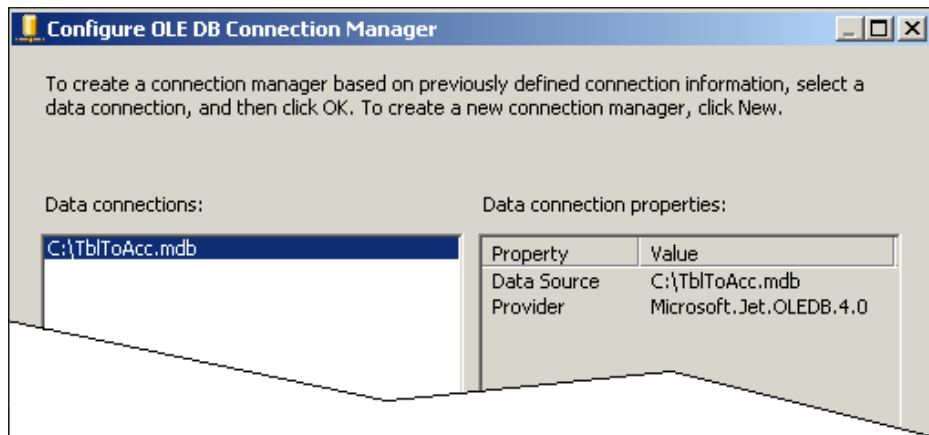 Configure OLE DB Connection Manager
To create a connection manager based on previously defined connection information, select a
data connection, and then click OK. To create a new connection manager, click New.
Data connections:
Data connection properties:
C:\TblToAcc.mdb
Property Value
Data Source C:\TblToAcc.mdb
Provider Microsoft.Jet.OLEDB.4.0